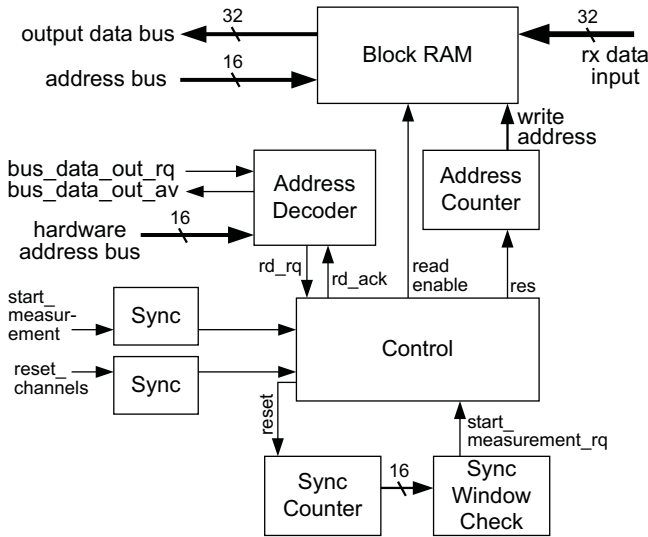 32
output data bus
16
address bus
Block RAM
32
rx data
input
write
address
bus_data_out_rq
bus_data_out_av
hardware
address bus
16
Address
Decoder
Address
Counter
rd_rq
rd_ack
read
enable
res
start_
measur-
ement
Sync
reset_
channels
Sync
Control
reset
start_
measurement_rq
Sync
Counter
16
Sync
Window
Check